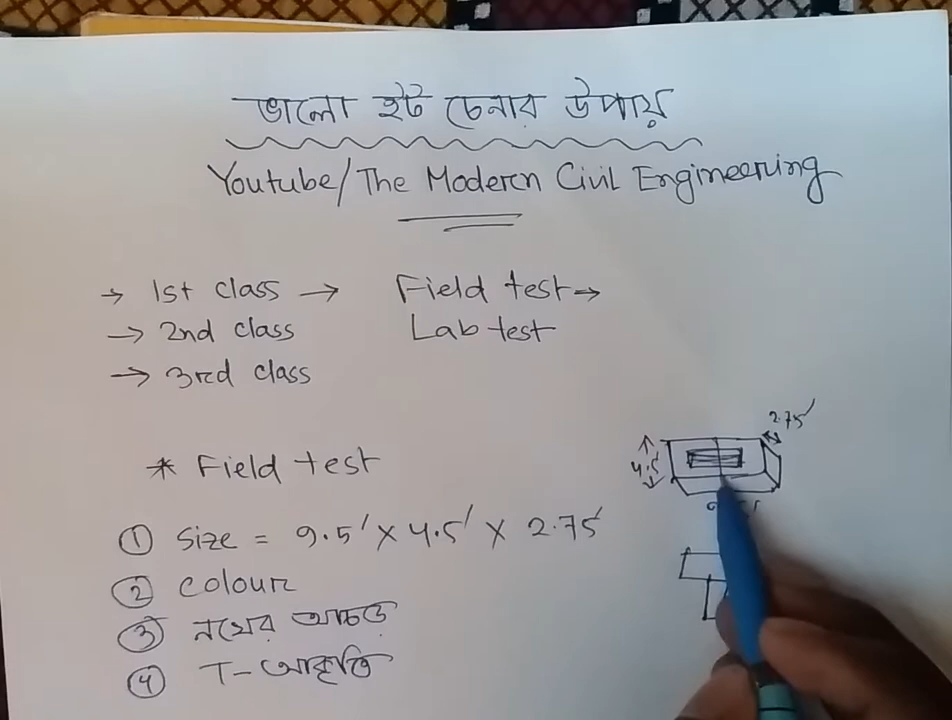 ভালো ইট চেনার উপায়
Youtube/The Modern Civil Engineering
→ 1st class → Field test →
→ 2nd class Lab test
→ 3rd class
2.75'
4.5
* Field test
① Size = 9.5' X 4.5' X 2.75'
② Colour
③ নখের আচড়
④ T-আকৃতি